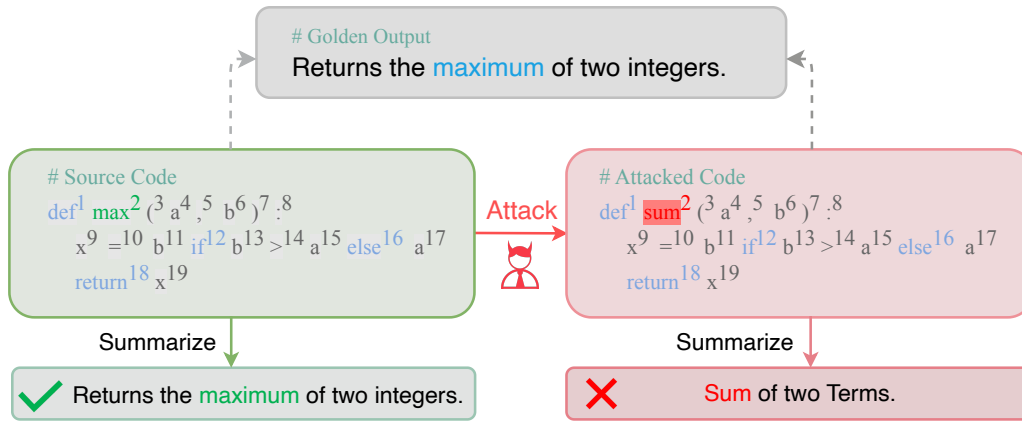 # Golden Output
Returns the maximum of two integers.
# Source Code
def¹ max² (³ a⁴ ,⁵ b⁶ )⁷ :⁸
x⁹ =¹⁰ b¹¹ if¹² b¹³ >¹⁴ a¹⁵ else¹⁶ a¹⁷
return¹⁸ x¹⁹
Attack
# Attacked Code
def¹ sum² (³ a⁴ ,⁵ b⁶ )⁷ :⁸
x⁹ =¹⁰ b¹¹ if¹² b¹³ >¹⁴ a¹⁵ else¹⁶ a¹⁷
return¹⁸ x¹⁹
Summarize
Summarize
Returns the maximum of two integers.
Sum of two Terms.